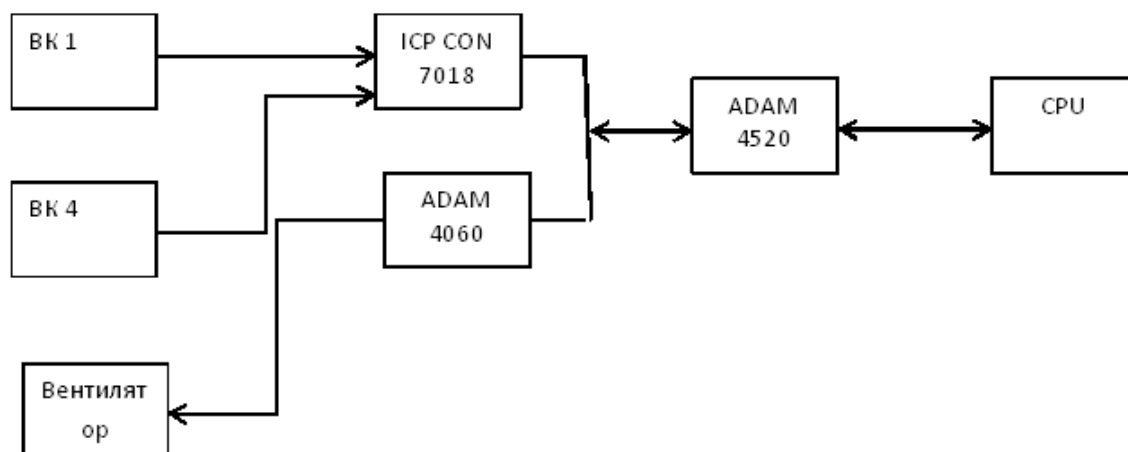 ВК 1
ICP CON
7018
ADAM
4520
CPU
ВК 4
ADAM
4060
Вентилят
ор